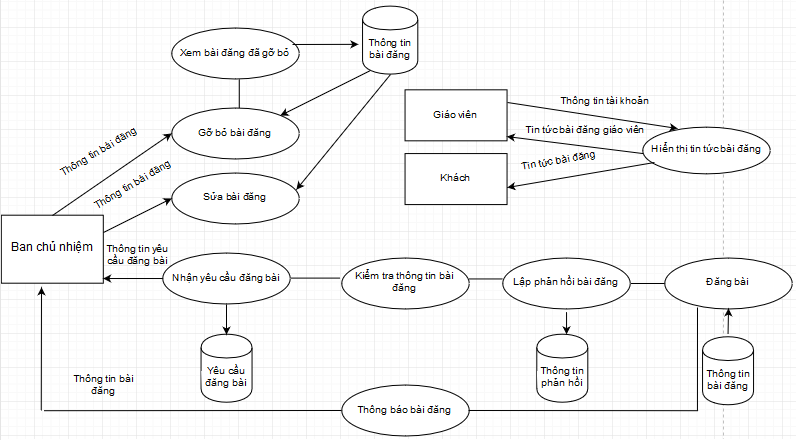 Xem bài đăng đã gỡ bỏ
Thông tin
bài đăng
Thông tin bài đăng
Gỡ bỏ bài đăng
Thông tin bài đăng
Sửa bài đăng
Giáo viên
Thông tin tài khoản
Tin tức bài đăng giáo viên
Hiển thị tin tức bài đăng
Tin tức bài đăng
Khách
Ban chủ nhiệm
Thông tin yêu
cầu đăng bài
Nhận yêu cầu đăng bài
Kiểm tra thông tin bài
đăng
Lập phản hồi bài đăng
Đăng bài
Yêu cầu
đăng bài
Thông tin
phản hồi
Thông tin
bài đăng
Thông tin bài
đăng
Thông báo bài đăng